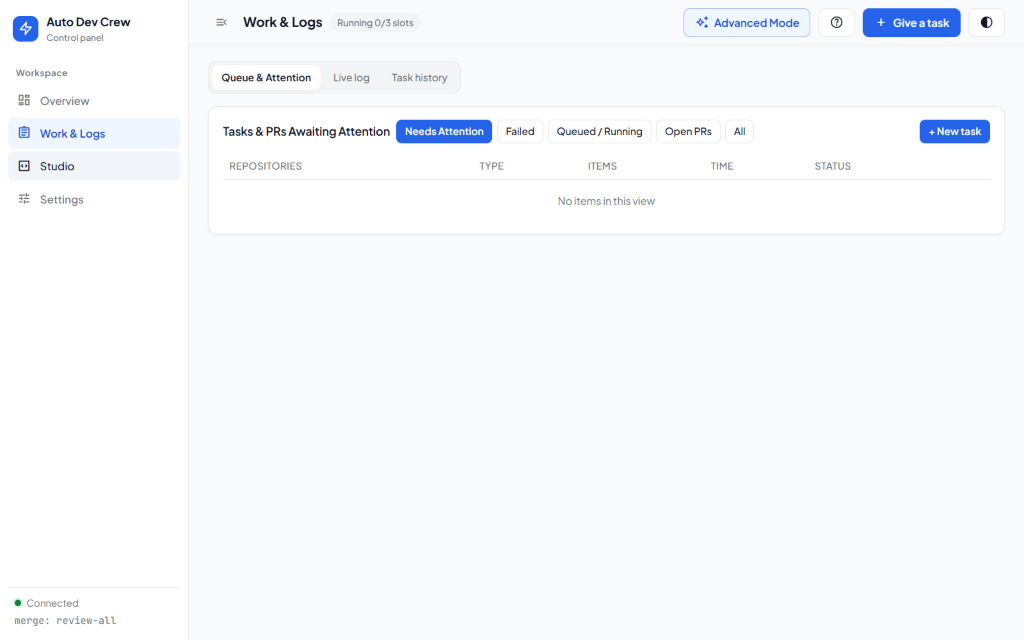 Auto Dev Crew
Control panel
Workspace
Overview
Work & Logs
Studio
Settings
Connected
merge: review-all
Work & Logs
Running 0/3 slots
Advanced Mode
+ Give a task
Queue & Attention
Live log
Task history
Tasks & PRs Awaiting Attention
Needs Attention
Failed
Queued / Running
Open PRs
All
+ New task
REPOSITORIES
TYPE
ITEMS
TIME
STATUS
No items in this view